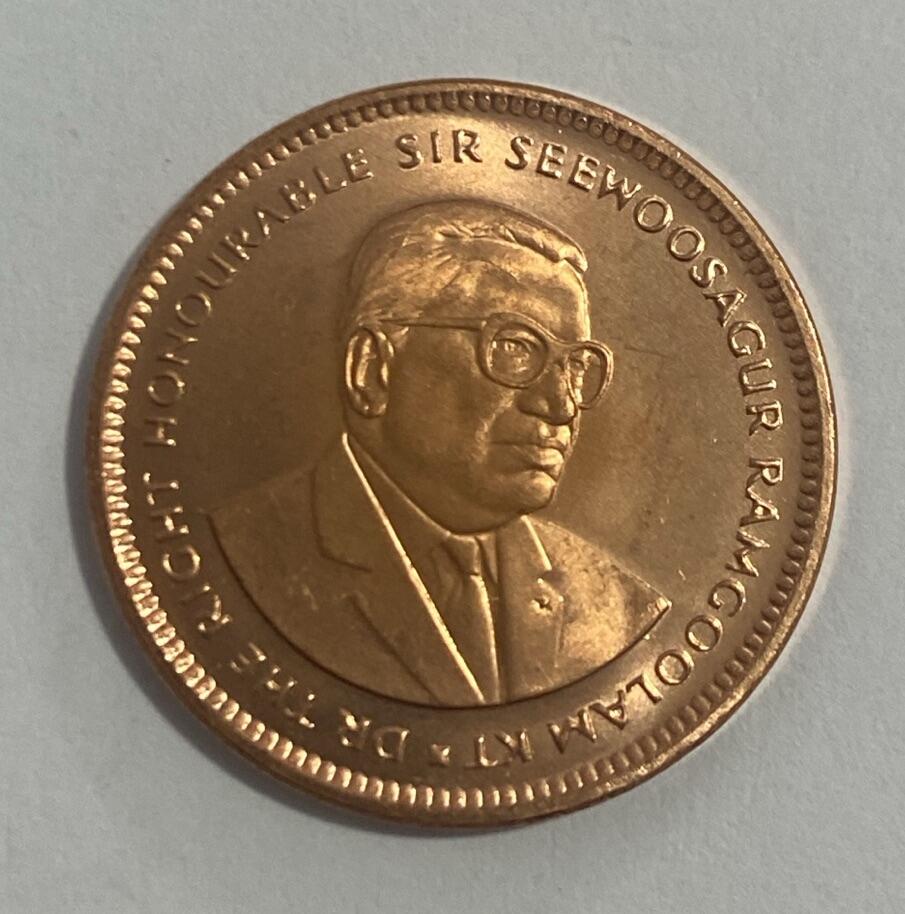 DR THE RIGHT HONOURABLE SIR SEEWOOSAGUR RAMGOOLAM KT